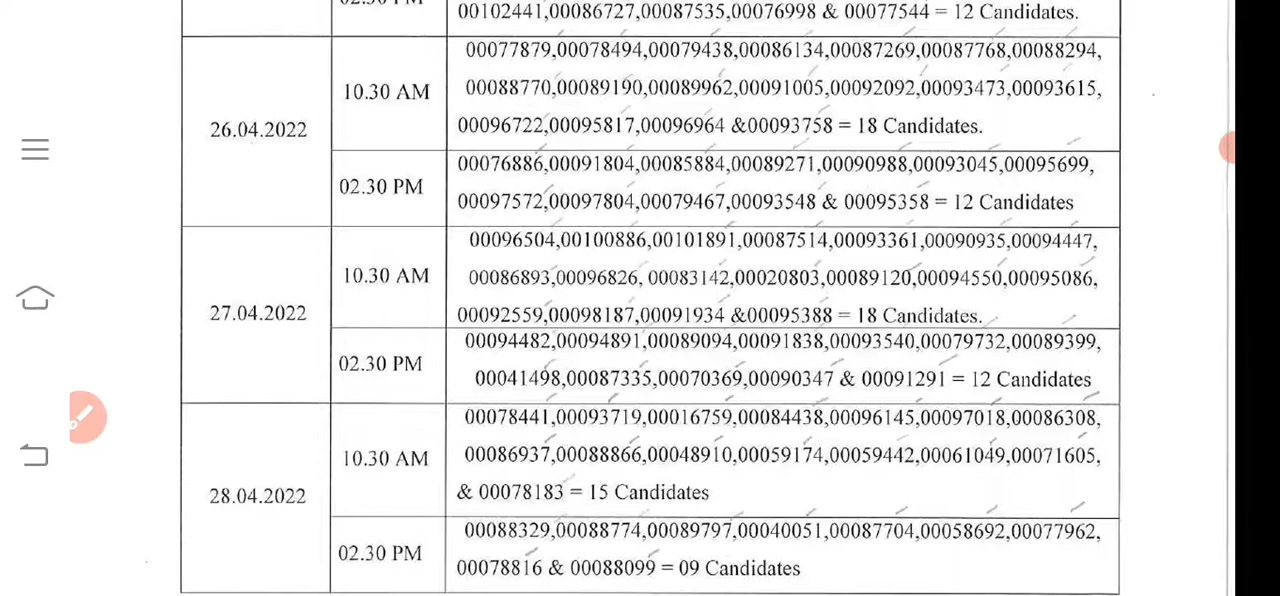 00102441,00086727,00087535,00076998 & 00077544 = 12 Candidates.
26.04.2022
10.30 AM
00077879,00078494,00079438,00086134,00087269,00087768,00088294,
00088770,00089190,00089962,00091005,00092092,00093473,00093615,
00096722,00095817,00096964 &00093758 = 18 Candidates.
02.30 PM
00076886,00091804,00085884,00089271,00090988,00093045,00095699,
00097572,00097804,00079467,00093548 & 00095358 = 12 Candidates
27.04.2022
10.30 AM
00096504,00100886,00101891,00087514,00093361,00090935,00094447,
00086893,00096826, 00083142,00020803,00089120,00094550,00095086,
00092559,00098187,00091934 &00095388 = 18 Candidates.
02.30 PM
00094482,00094891,00089094,00091838,00093540,00079732,00089399,
00041498,00087335,00070369,00090347 & 00091291 = 12 Candidates
28.04.2022
10.30 AM
00078441,00093719,00016759,00084438,00096145,00097018,00086308,
00086937,00088866,00048910,00059174,00059442,00061049,00071605,
& 00078183 = 15 Candidates
02.30 PM
00088329,00088774,00089797,00040051,00087704,00058692,00077962,
00078816 & 00088099 = 09 Candidates